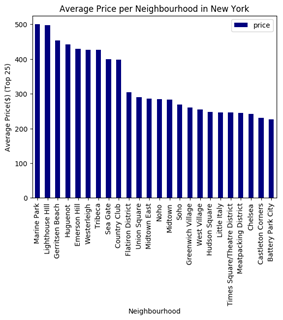 Average Price per Neighbourhood in New York
price
Average Price($) (Top 25)
500
400
300
200
100
0
Marine Park
Lighthouse Hill
Gerritsen Beach
Huguenot
Emerson Hill
Westerleigh
Tribeca
Sea Gate
Country Club
Flatiron District
Union Square
Midtown East
Noho
Midtown
Soho
Greenwich Village
West Village
Hudson Square
Little Italy
Times Square/Theatre District
Meatpacking District
Chelsea
Castleton Corners
Battery Park City
Neighbourhood